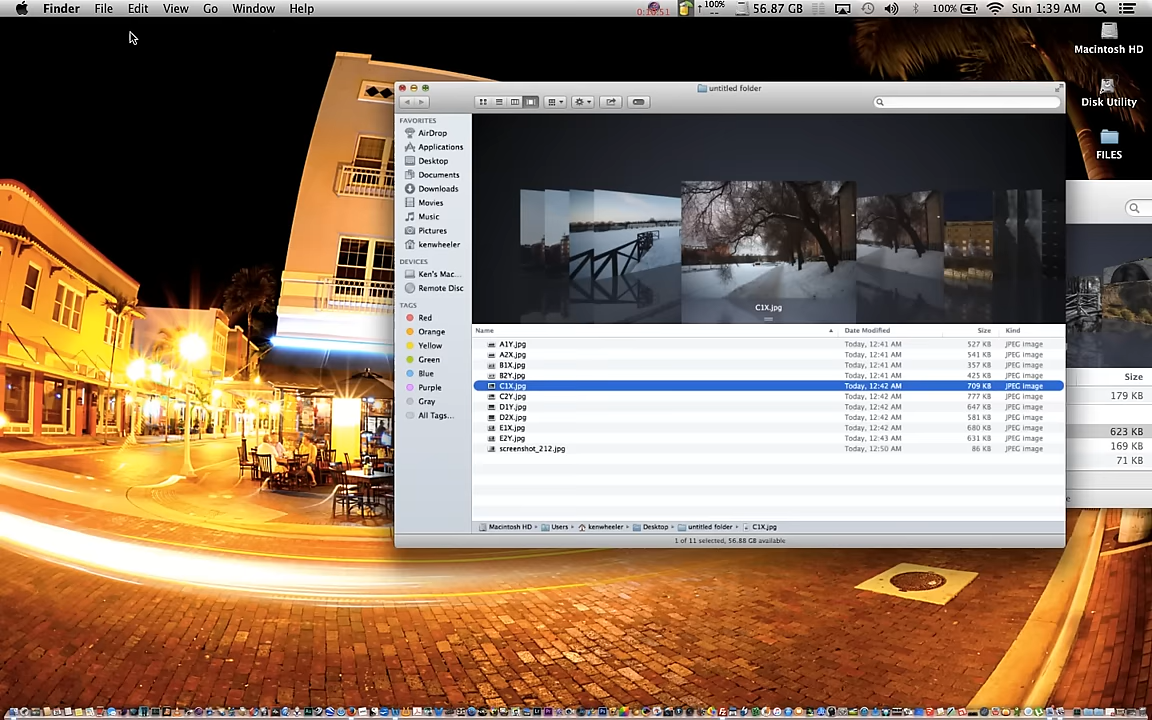 Finder File Edit View Go Window Help 100% 56.87 GB 100% Sun 1:39 AM
Macintosh HD
Disk Utility
FILES
untitled folder
FAVORITES
AirDrop
Applications
Desktop
Documents
Downloads
Movies
Music
Pictures
kenwheeler
DEVICES
Ken's Mac...
Remote Disc
TAGS
Red
Orange
Yellow
Green
Blue
Purple
Gray
All Tags...
C1X.jpg
Name Date Modified Size Kind
A1Y.jpg Today, 12:41 AM 527 KB JPEG image
A2X.jpg Today, 12:41 AM 541 KB JPEG image
B1X.jpg Today, 12:41 AM 357 KB JPEG image
B2Y.jpg Today, 12:41 AM 425 KB JPEG image
C1X.jpg Today, 12:42 AM 709 KB JPEG image
C2Y.jpg Today, 12:42 AM 777 KB JPEG image
D1Y.jpg Today, 12:42 AM 647 KB JPEG image
D2X.jpg Today, 12:42 AM 581 KB JPEG image
E1X.jpg Today, 12:42 AM 680 KB JPEG image
E2Y.jpg Today, 12:43 AM 631 KB JPEG image
screenshot_212.jpg Today, 12:50 AM 86 KB JPEG image
Macintosh HD Users kenwheeler Desktop untitled folder C1X.jpg
1 of 11 selected, 56.88 GB available
Size
179 KB
623 KB
169 KB
71 KB